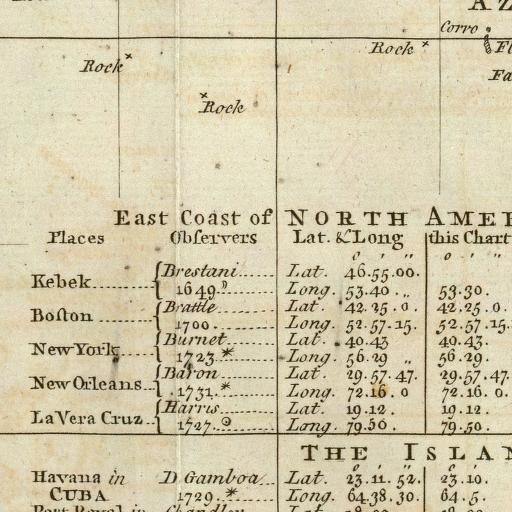 Corro
Rock
Rock
Rock
East Coast of NORTH AMER
Places Observers Lat. & Long this Chart
° ′ ″ ° ′ ″
Kebek Brestani Lat. 46.55.00.
1649. Long. 53.40. „ 53.30.
Boston Brattle Lat. 42.25.0. 42.25.0.
1700. Long. 52.57.15. 52.57.15.
New York Burnet Lat. 40.43 40.43.
1723.* Long. 56.29 „ 56.29.
New Orleans Baron Lat. 29.57.47. 29.57.47.
1731.* Long. 72.16.0 72.16.0.
La Vera Cruz Harris Lat. 19.12. 19.12.
1727.☉ Long. 79.50. 79.50.
THE ISLAN
° ′ ″ ° ′ ″
Havana in D Gamboa Lat. 23.11.52. 23.10.
CUBA 1729.* Long. 64.38.30. 64.5.
Port Royal in Chandler Lat.